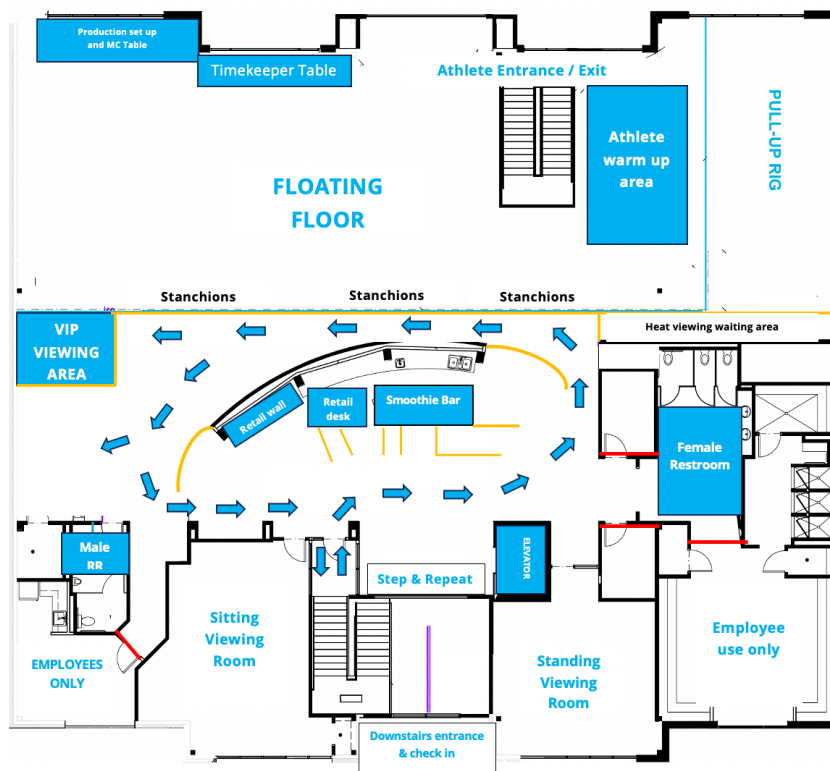 Production set up
and MC Table
Timekeeper Table
Athlete Entrance / Exit
PULL-UP RIG
Athlete
warm up
area
FLOATING
FLOOR
Stanchions
Stanchions
Stanchions
VIP
VIEWING
AREA
Heat viewing waiting area
Retail wall
Retail
desk
Smoothie Bar
Female
Restroom
Male
RR
ELEVATOR
Step & Repeat
Sitting
Viewing
Room
Standing
Viewing
Room
Employee
use only
EMPLOYEES
ONLY
Downstairs entrance
& check in